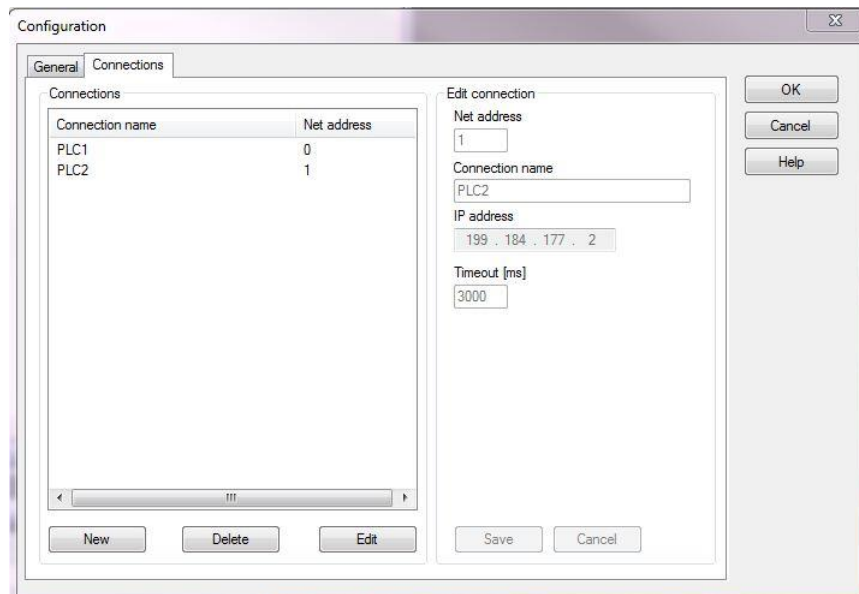 Configuration
General Connections
Connections
Connection name Net address
PLC1 0
PLC2 1
New Delete Edit
Edit connection
Net address
1
Connection name
PLC2
IP address
199 . 184 . 177 . 2
Timeout [ms]
3000
Save Cancel
OK
Cancel
Help